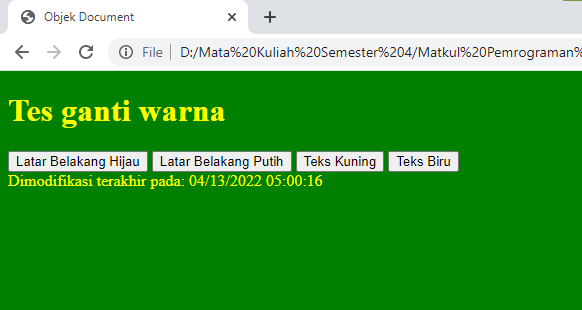 Objek Document
File D:/Mata%20Kuliah%20Semester%204/Matkul%20Pemrograman%
Tes ganti warna
Latar Belakang Hijau Latar Belakang Putih Teks Kuning Teks Biru
Dimodifikasi terakhir pada: 04/13/2022 05:00:16